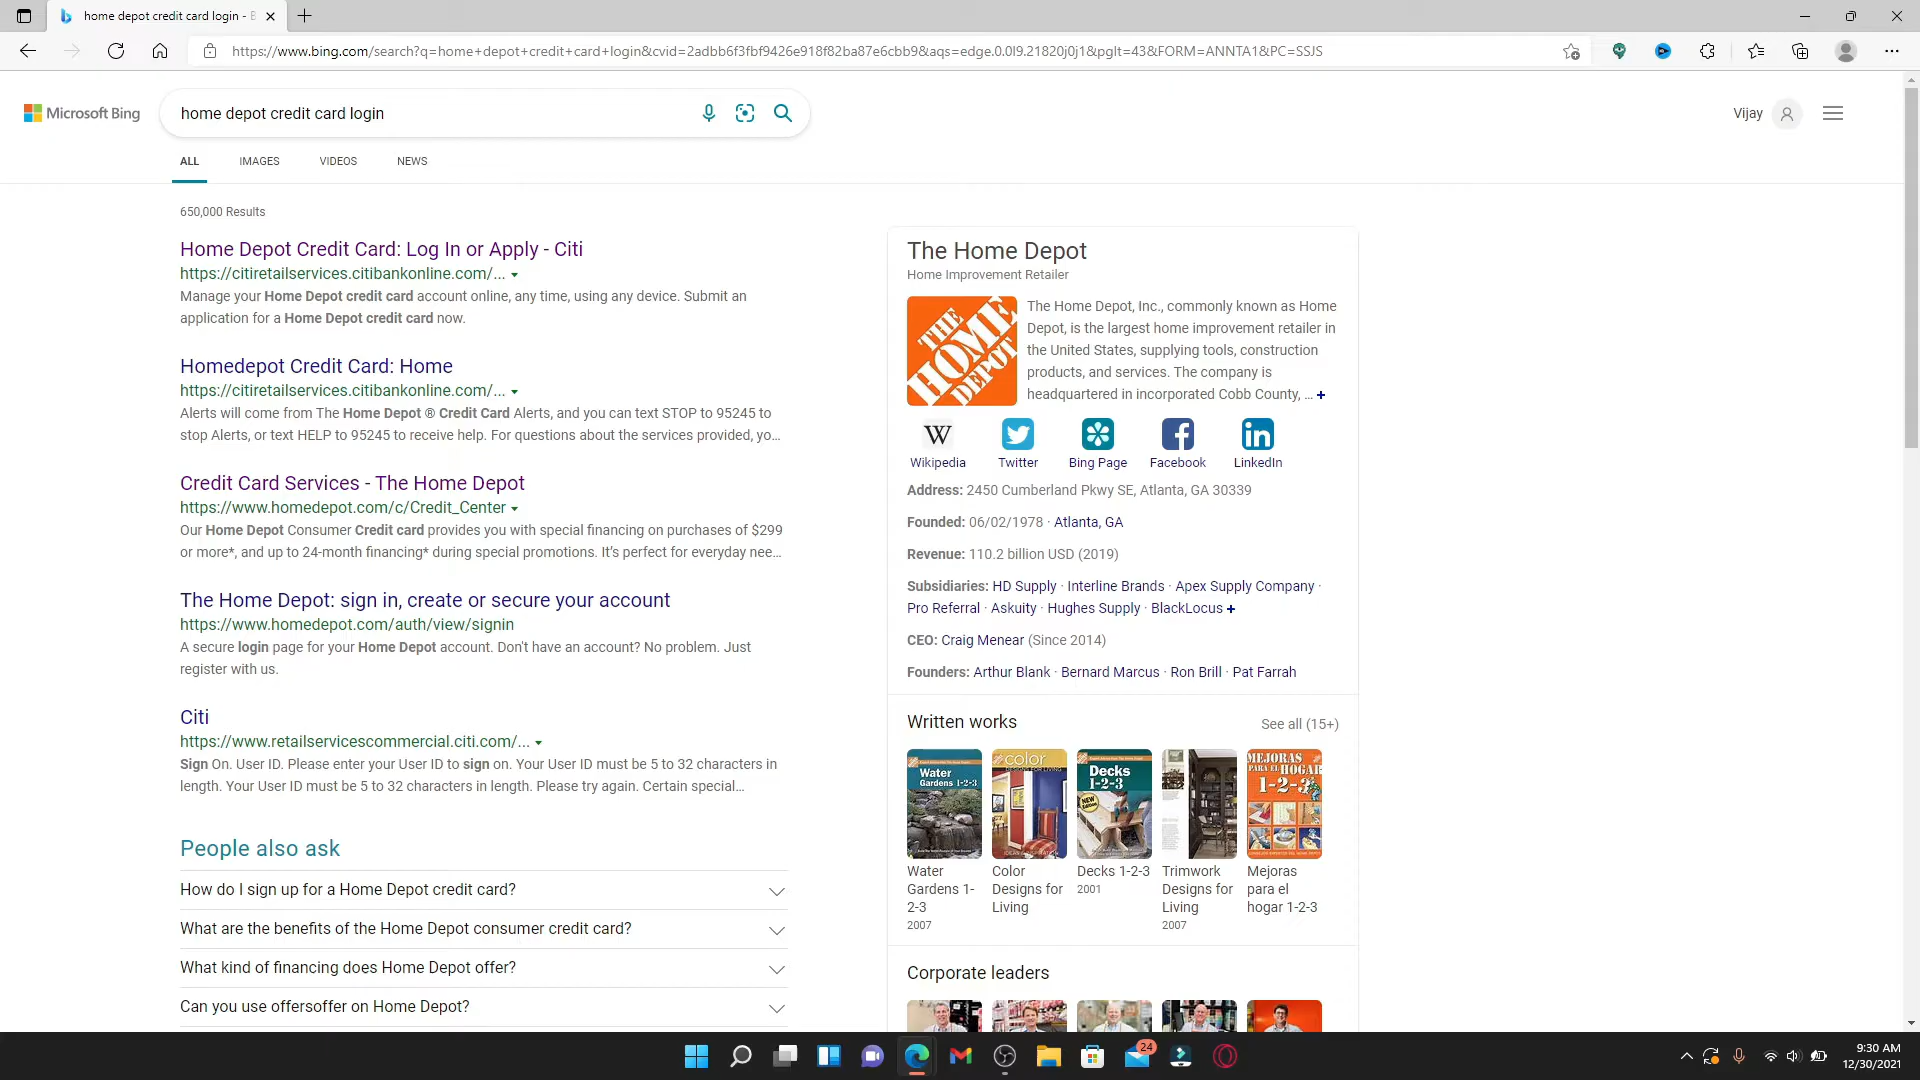 home depot credit card login - B
https://www.bing.com/search?q=home+depot+credit+card+login&cvid=2adbb6f3fbf9426e918f82ba87e6cbb9&aqs=edge.0.0l9.21820j0j1&pglt=43&FORM=ANNTA1&PC=SSJS
Microsoft Bing
home depot credit card login
Vijay
ALL IMAGES VIDEOS NEWS
650,000 Results
Home Depot Credit Card: Log In or Apply - Citi
https://citiretailservices.citibankonline.com/...
Manage your Home Depot credit card account online, any time, using any device. Submit an
application for a Home Depot credit card now.
Homedepot Credit Card: Home
https://citiretailservices.citibankonline.com/...
Alerts will come from The Home Depot ® Credit Card Alerts, and you can text STOP to 95245 to
stop Alerts, or text HELP to 95245 to receive help. For questions about the services provided, yo...
Credit Card Services - The Home Depot
https://www.homedepot.com/c/Credit_Center
Our Home Depot Consumer Credit card provides you with special financing on purchases of $299
or more*, and up to 24-month financing* during special promotions. It's perfect for everyday nee...
The Home Depot: sign in, create or secure your account
https://www.homedepot.com/auth/view/signin
A secure login page for your Home Depot account. Don't have an account? No problem. Just
register with us.
Citi
https://www.retailservicescommercial.citi.com/...
Sign On. User ID. Please enter your User ID to sign on. Your User ID must be 5 to 32 characters in
length. Your User ID must be 5 to 32 characters in length. Please try again. Certain special...
People also ask
How do I sign up for a Home Depot credit card?
What are the benefits of the Home Depot consumer credit card?
What kind of financing does Home Depot offer?
Can you use offersoffer on Home Depot?
The Home Depot
Home Improvement Retailer
THE
HOME
DEPOT
The Home Depot, Inc., commonly known as Home
Depot, is the largest home improvement retailer in
the United States, supplying tools, construction
products, and services. The company is
headquartered in incorporated Cobb County, ... +
Wikipedia Twitter Bing Page Facebook LinkedIn
Address: 2450 Cumberland Pkwy SE, Atlanta, GA 30339
Founded: 06/02/1978 · Atlanta, GA
Revenue: 110.2 billion USD (2019)
Subsidiaries: HD Supply · Interline Brands · Apex Supply Company ·
Pro Referral · Askuity · Hughes Supply · BlackLocus +
CEO: Craig Menear (Since 2014)
Founders: Arthur Blank · Bernard Marcus · Ron Brill · Pat Farrah
Written works
See all (15+)
Water
Gardens 1-2-3
color
DESIGNS FOR LIVING
Decks
1-2-3
NEW
MEJORAS
PARA EL HOGAR
1-2-3
Water
Gardens 1-
2-3
2007
Color
Designs for
Living
Decks 1-2-3
2001
Trimwork
Designs for
Living
2007
Mejoras
para el
hogar 1-2-3
Corporate leaders
24
9:30 AM
12/30/2021